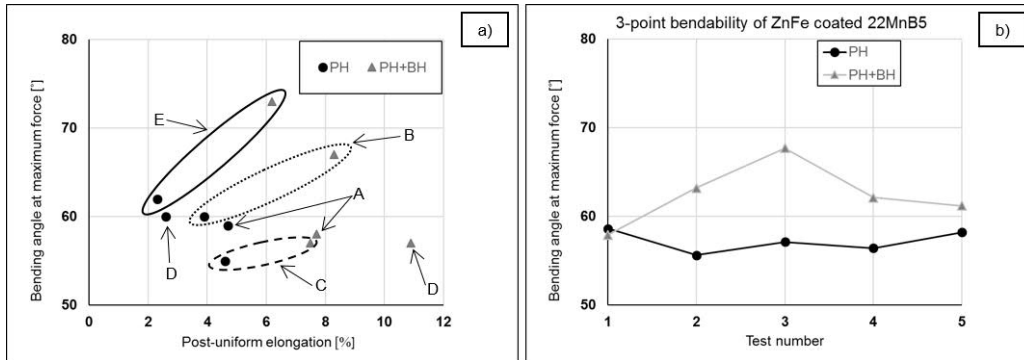 a)
80
70
60
50
0 2 4 6 8 10 12
Bending angle at maximum force [°]
Post-uniform elongation [%]
PH PH+BH
E
B
A
D
C
D
b)
3-point bendability of ZnFe coated 22MnB5
80
70
60
50
1 2 3 4 5
Bending angle at maximum force [°]
Test number
PH
PH+BH